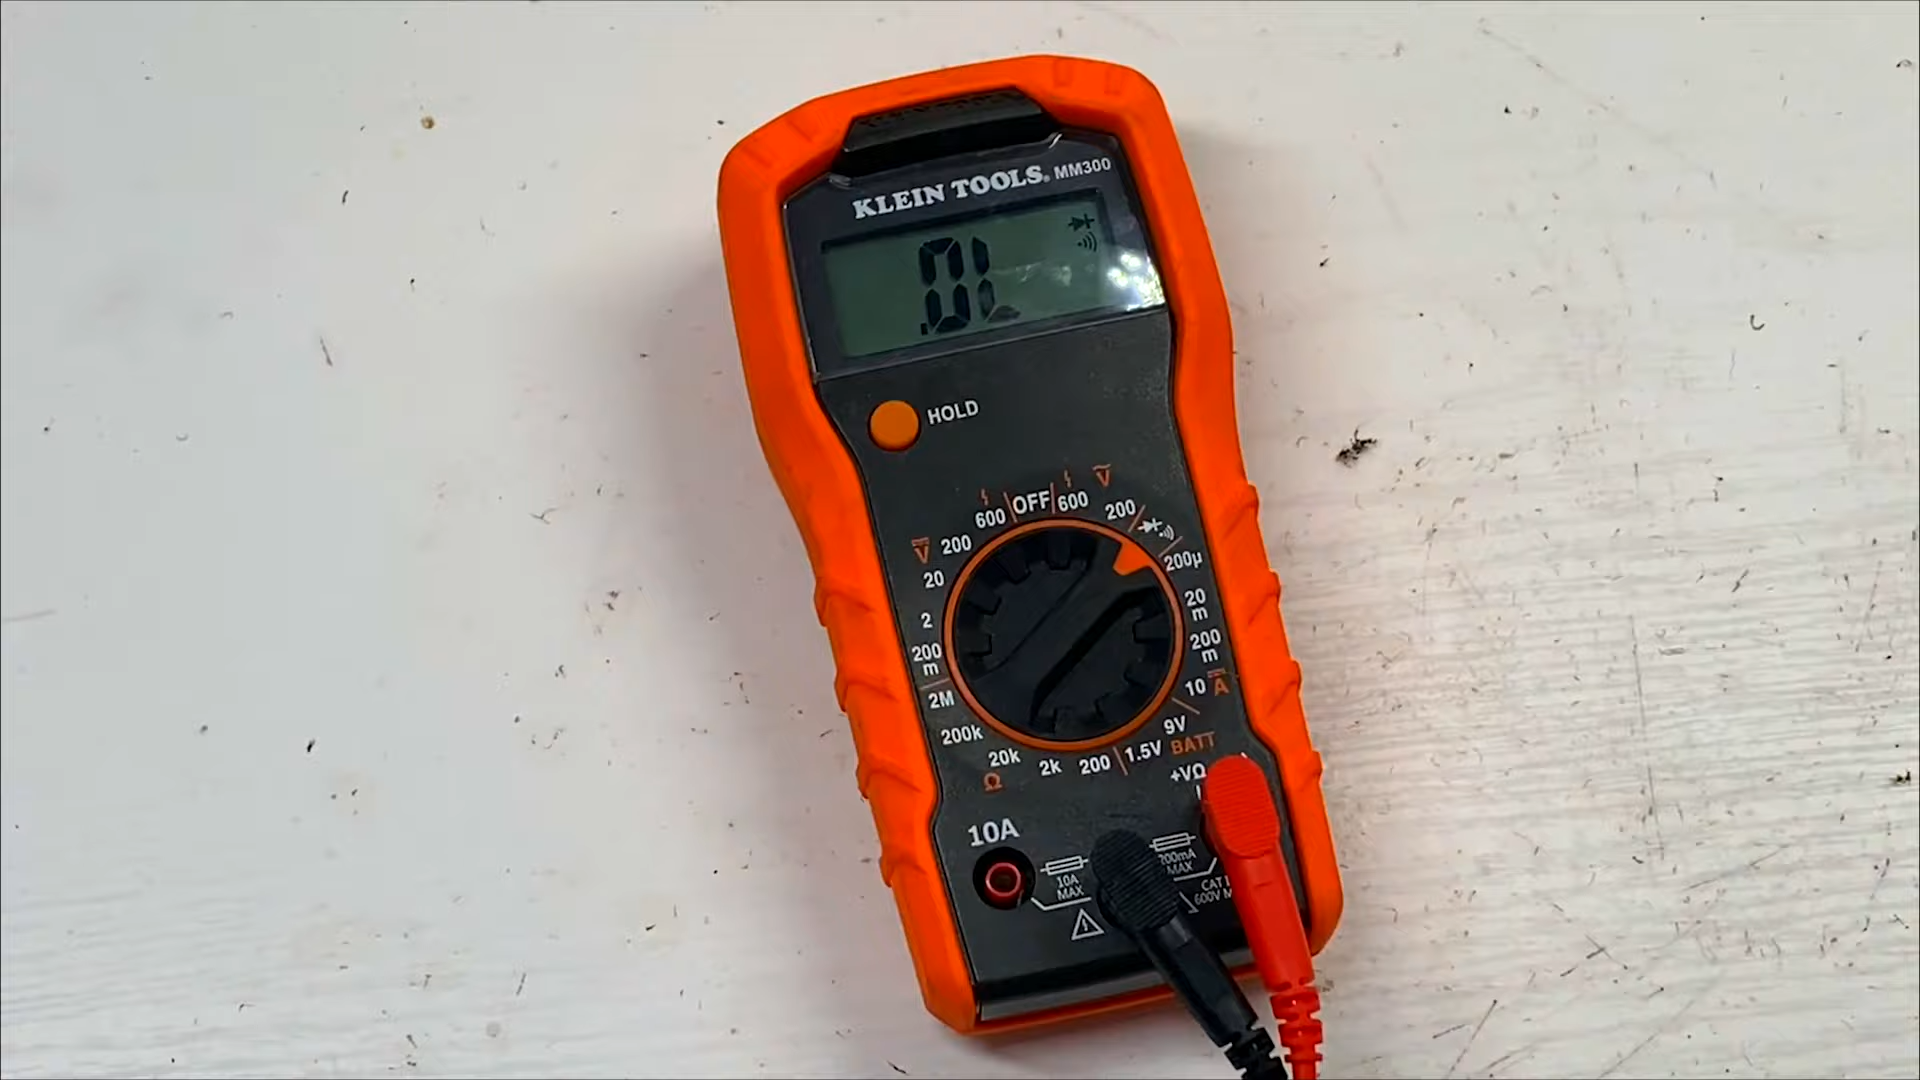 KLEIN TOOLS® MM300
.0L
HOLD
600 OFF 600
200
200
200µ
20
20
m
2
200
m
200
m
10 A
2M
9V
200k
BATT
20k
1.5V
Ω
2k
200
+VΩ
10A
10A
MAX
200mA
MAX
600V